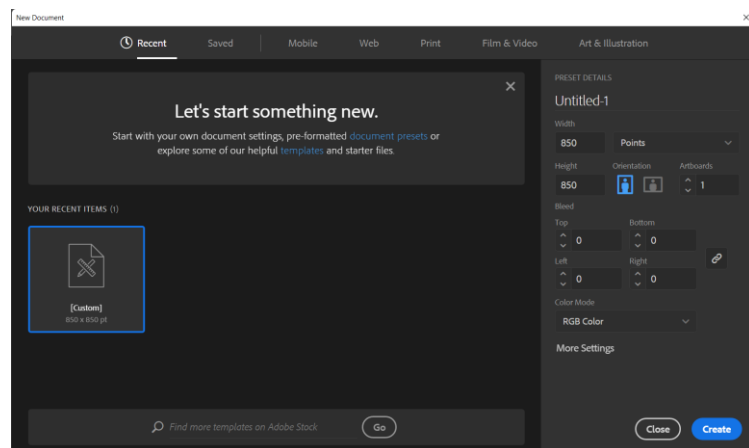 New Document
Recent Saved Mobile Web Print Film & Video Art & Illustration
Let's start something new.
Start with your own document settings, pre-formatted document presets or
explore some of our helpful templates and starter files.
YOUR RECENT ITEMS (1)
[Custom]
850 x 850 pt
Find more templates on Adobe Stock Go
PRESET DETAILS
Untitled-1
Width
850 Points
Height Orientation Artboards
850 1
Bleed
Top Bottom
0 0
Left Right
0 0
Color Mode
RGB Color
More Settings
Close Create